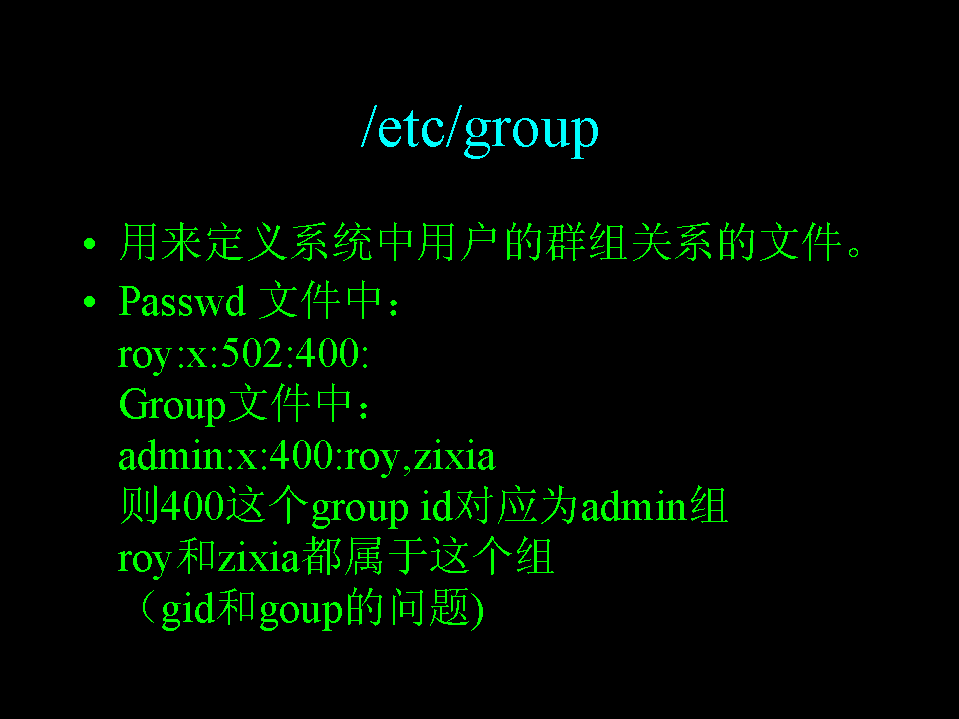 /etc/group
• 用来定义系统中用户的群组关系的文件。
• Passwd 文件中：
roy:x:502:400:
Group文件中：
admin:x:400:roy,zixia
则400这个group id对应为admin组
roy和zixia都属于这个组
（gid和goup的问题)